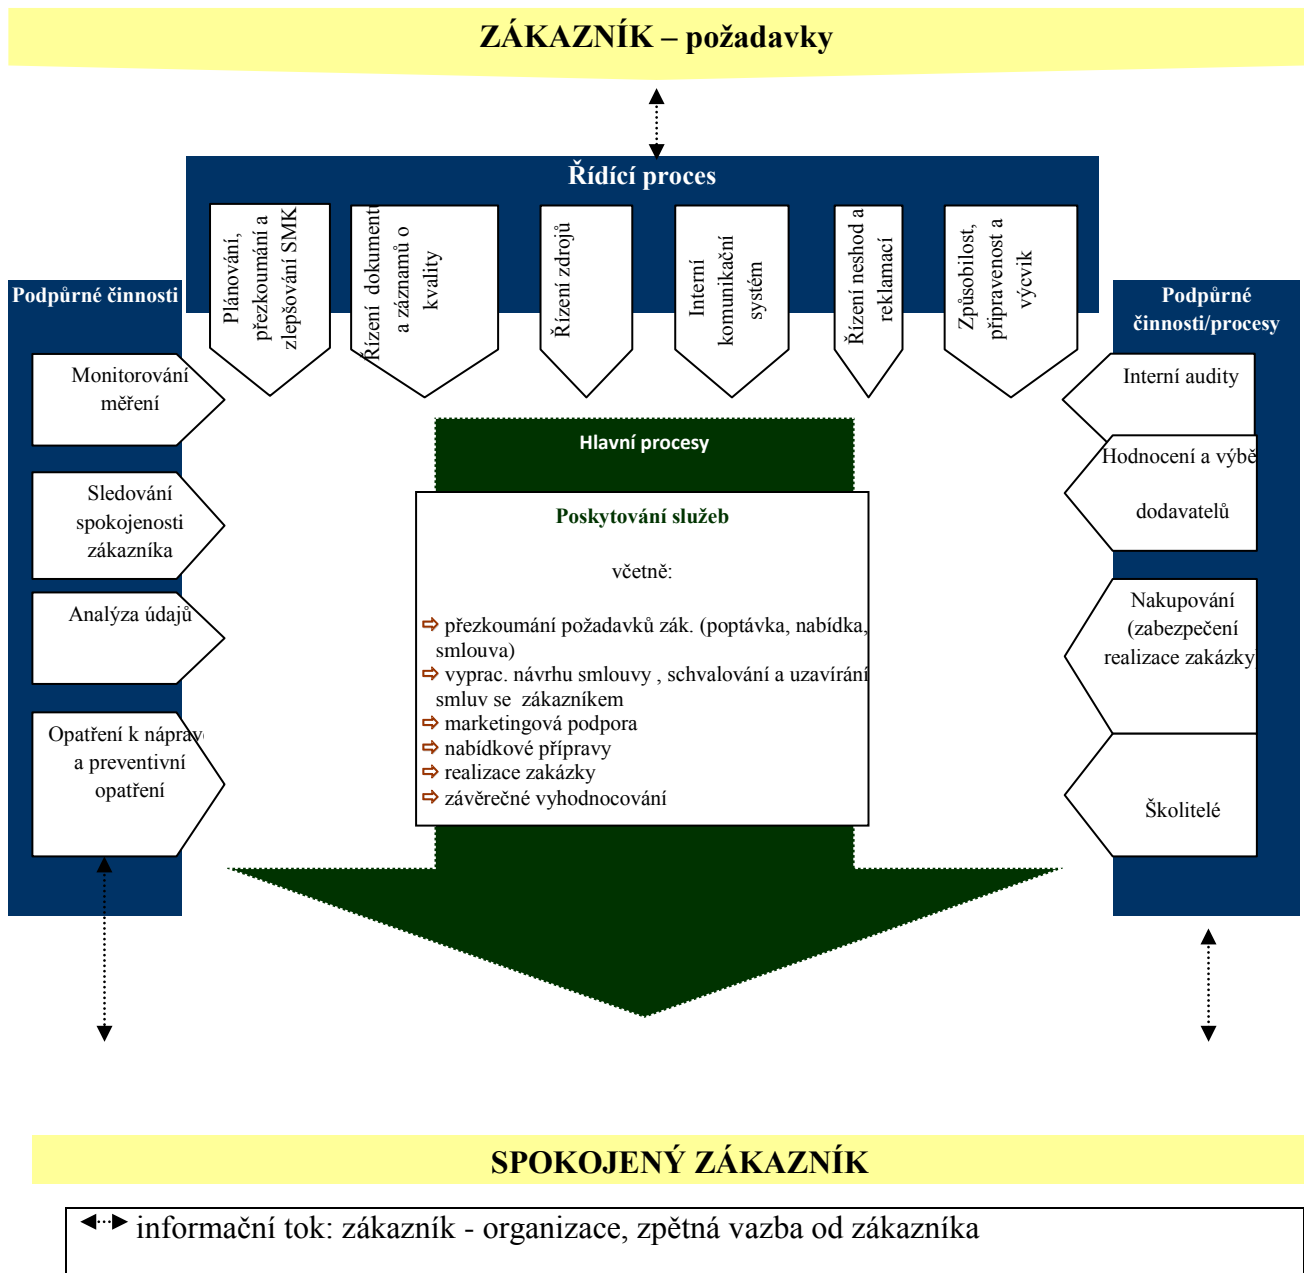 ZÁKAZNÍK – požadavky
Řídící proces
Plánování,
přezkoumání a
zlepšování SMK
Řízení dokumentů
a záznamů o
kvality
Řízení zdrojů
Interní
komunikační
systém
Řízení neshod a
reklamací
Způsobilost,
připravenost a
výcvik
Podpůrné činnosti
Monitorování
měření
Sledování
spokojenosti
zákazníka
Analýza údajů
Opatření k nápravě
a preventivní
opatření
Hlavní procesy
Poskytování služeb
včetně:
přezkoumání požadavků zák. (poptávka, nabídka,
smlouva)
vyprac. návrhu smlouvy , schvalování a uzavírání
smluv se zákazníkem
marketingová podpora
nabídkové přípravy
realizace zakázky
závěrečné vyhodnocování
Podpůrné
činnosti/procesy
Interní audity
Hodnocení a výbě
dodavatelů
Nakupování
(zabezpečení
realizace zakázky)
Školitelé
SPOKOJENÝ ZÁKAZNÍK
informační tok: zákazník - organizace, zpětná vazba od zákazníka